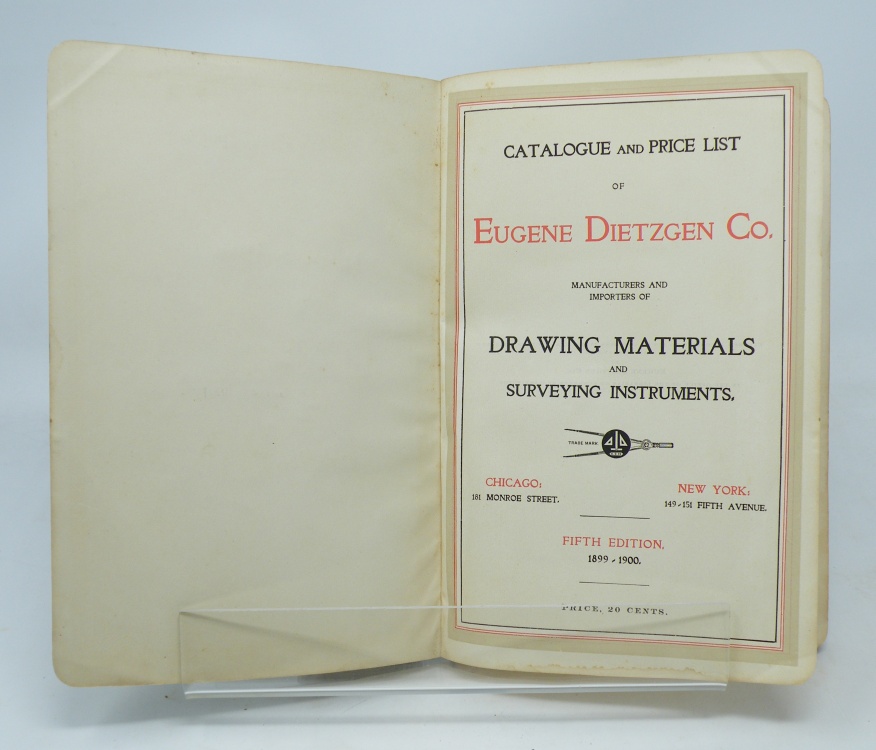 CATALOGUE AND PRICE LIST
OF
EUGENE DIETZGEN CO.
MANUFACTURERS AND
IMPORTERS OF
DRAWING MATERIALS
AND
SURVEYING INSTRUMENTS.
TRADE MARK
CHICAGO:
181 MONROE STREET.
NEW YORK:
149-151 FIFTH AVENUE.
FIFTH EDITION,
1899-1900.
PRICE, 20 CENTS.